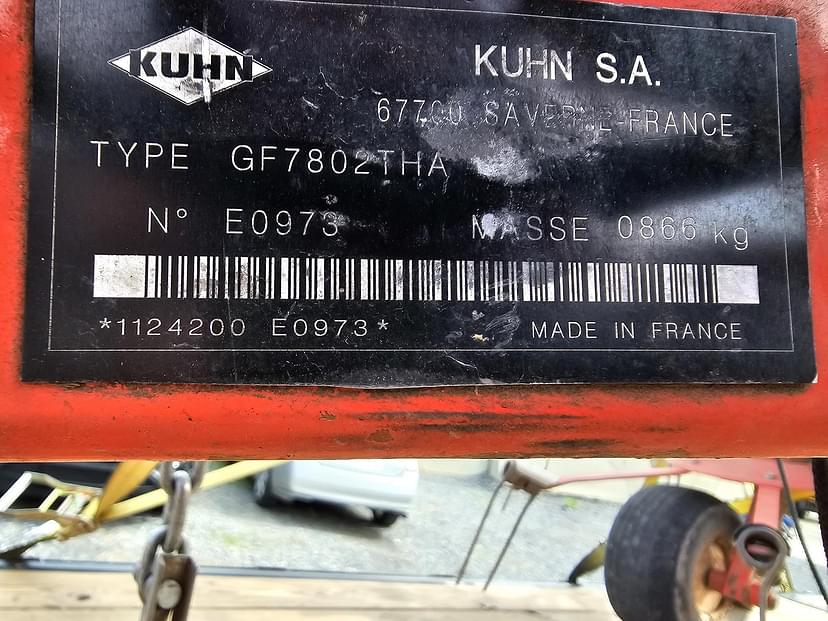 KUHN
KUHN S.A.
67700 SAVERNE-FRANCE
TYPE GF7802THA
N° E0973 MASSE 0866 kg
*1124200 E0973*
MADE IN FRANCE